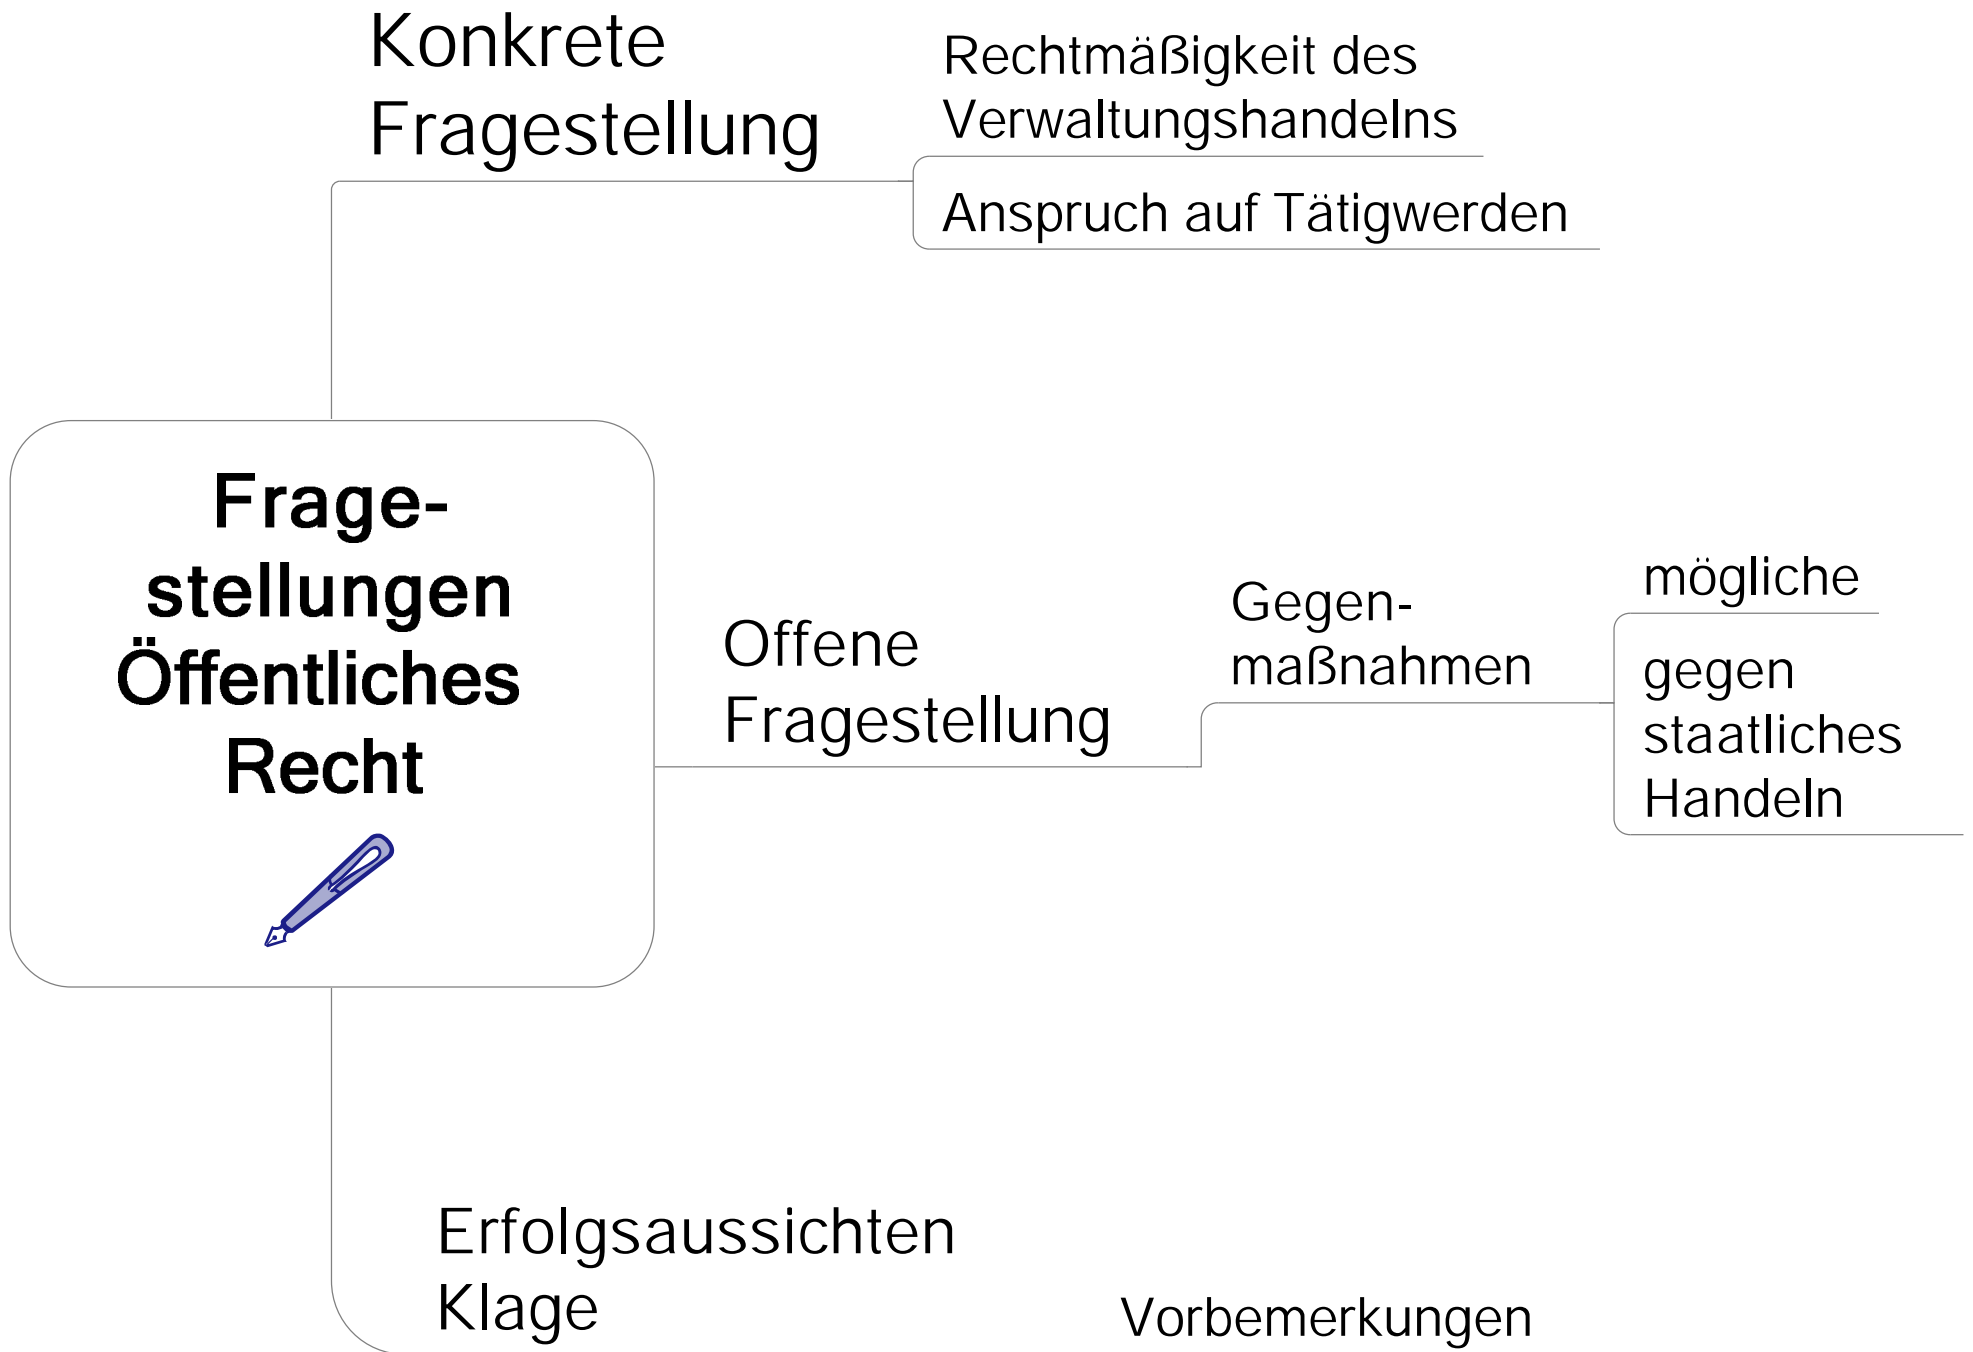 Konkrete
Fragestellung
Rechtmäßigkeit des
Verwaltungshandelns
Anspruch auf Tätigwerden
Frage-
stellungen
Öffentliches
Recht
Offene
Fragestellung
Gegen-
maßnahmen
mögliche
gegen
staatliches
Handeln
Erfolgsaussichten
Klage
Vorbemerkungen